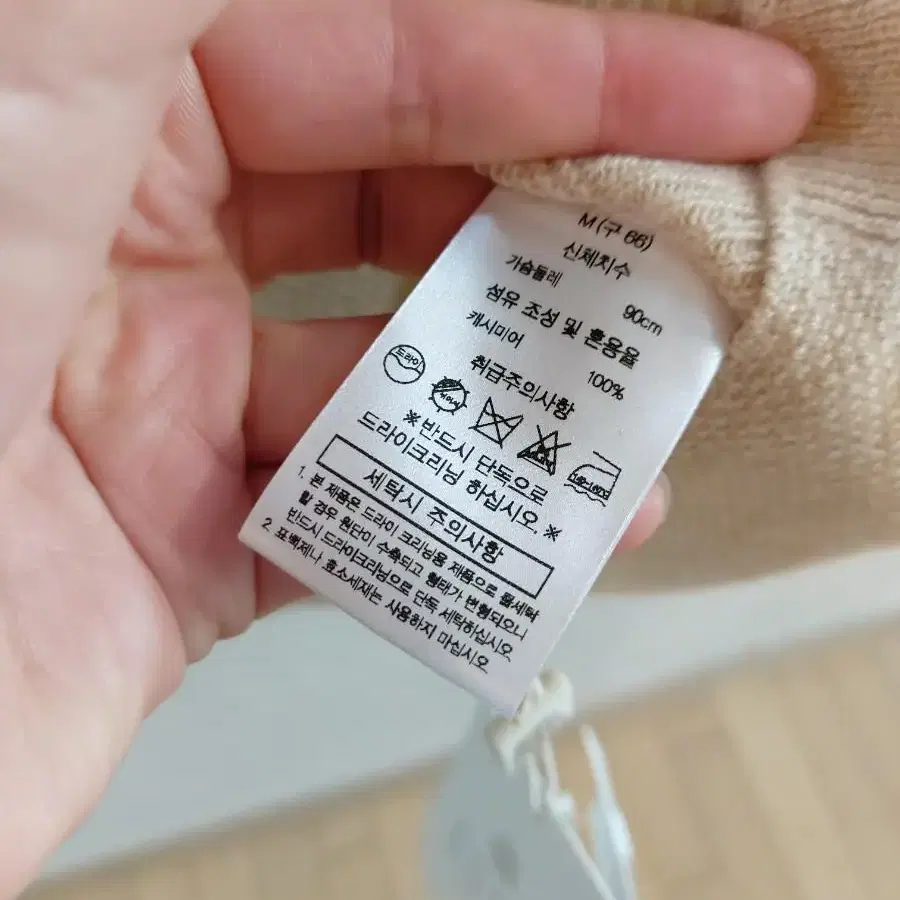 M (구 66)
신체치수
가슴둘레 90cm
섬유 조성 및 혼용율
캐시미어 100%
취급주의사항
드라이
※반드시 단독으로
드라이크리닝 하십시오.※
세탁시 주의사항
1. 본 제품은 드라이 크리닝용 제품으로 물세탁
할 경우 원단이 수축되고 형태가 변형되오니
반드시 드라이크리닝으로 단독 세탁하십시오.
2. 표백제나 효소세재는 사용하지 마십시오